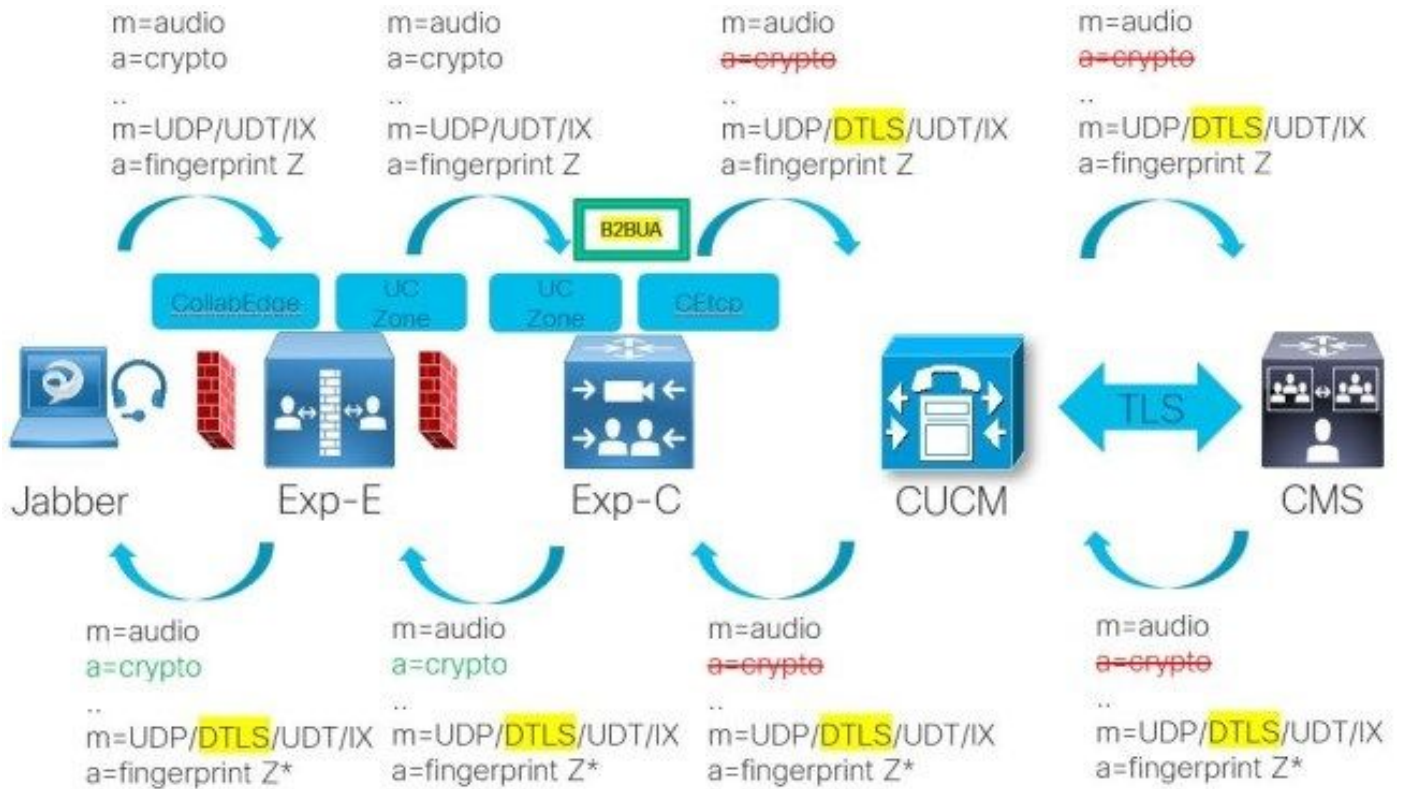 m=audio
a=crypto
..
m=UDP/UDT/IX
a=fingerprint Z
m=audio
a=crypto
..
m=UDP/UDT/IX
a=fingerprint Z
m=audio
a=crypto
..
m=UDP/DTLS/UDT/IX
a=fingerprint Z
m=audio
a=crypto
..
m=UDP/DTLS/UDT/IX
a=fingerprint Z
B2BUA
CollabEdge
UC
Zone
UC
Zone
CEtcp
TLS
Jabber
Exp-E
Exp-C
CUCM
CMS
m=audio
a=crypto
..
m=UDP/DTLS/UDT/IX
a=fingerprint Z*
m=audio
a=crypto
..
m=UDP/DTLS/UDT/IX
a=fingerprint Z*
m=audio
a=crypto
..
m=UDP/DTLS/UDT/IX
a=fingerprint Z*
m=audio
a=crypto
..
m=UDP/DTLS/UDT/IX
a=fingerprint Z*